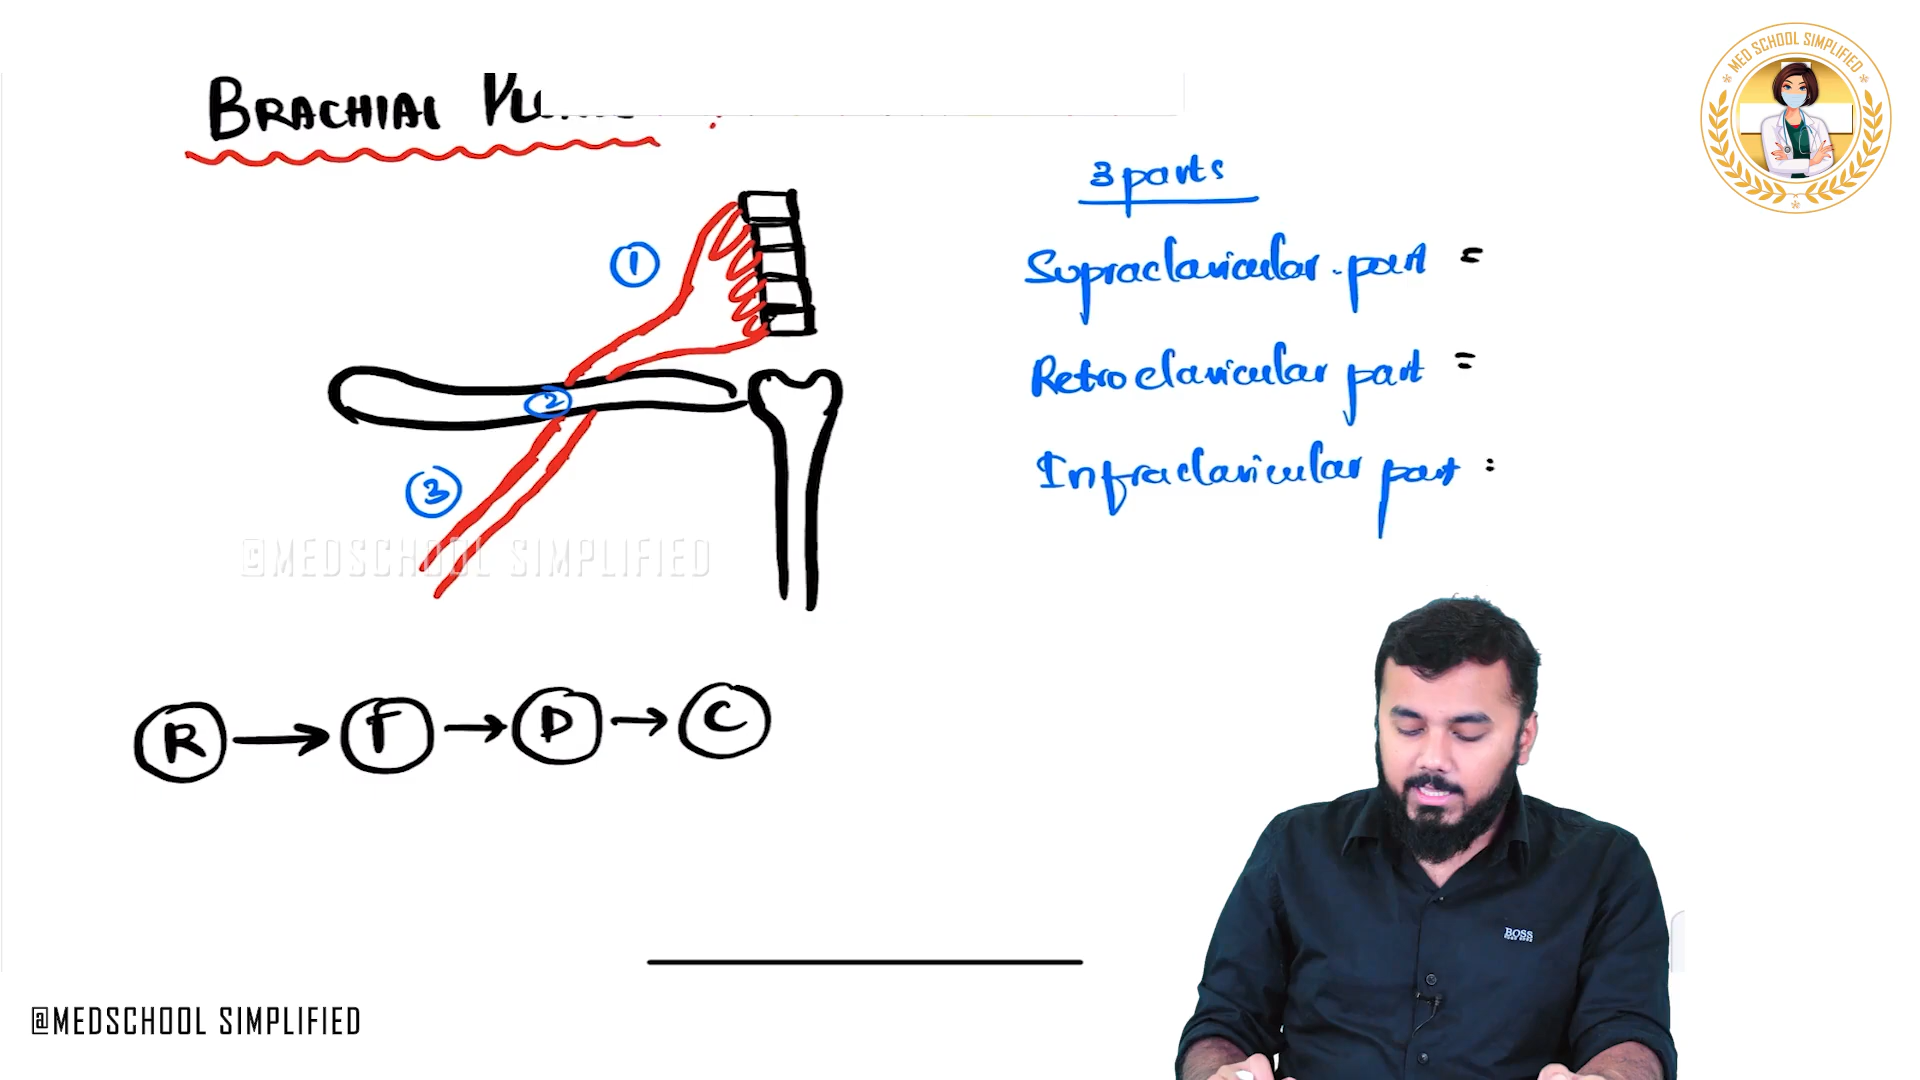 BRACHIAL
3 parts
Supraclavicular part =
Retroclavicular part =
Infraclavicular part :
1
2
3
@MEDSCHOOL SIMPLIFIED
R → T → D → C
MED SCHOOL SIMPLIFIED
BOSS
@MEDSCHOOL SIMPLIFIED